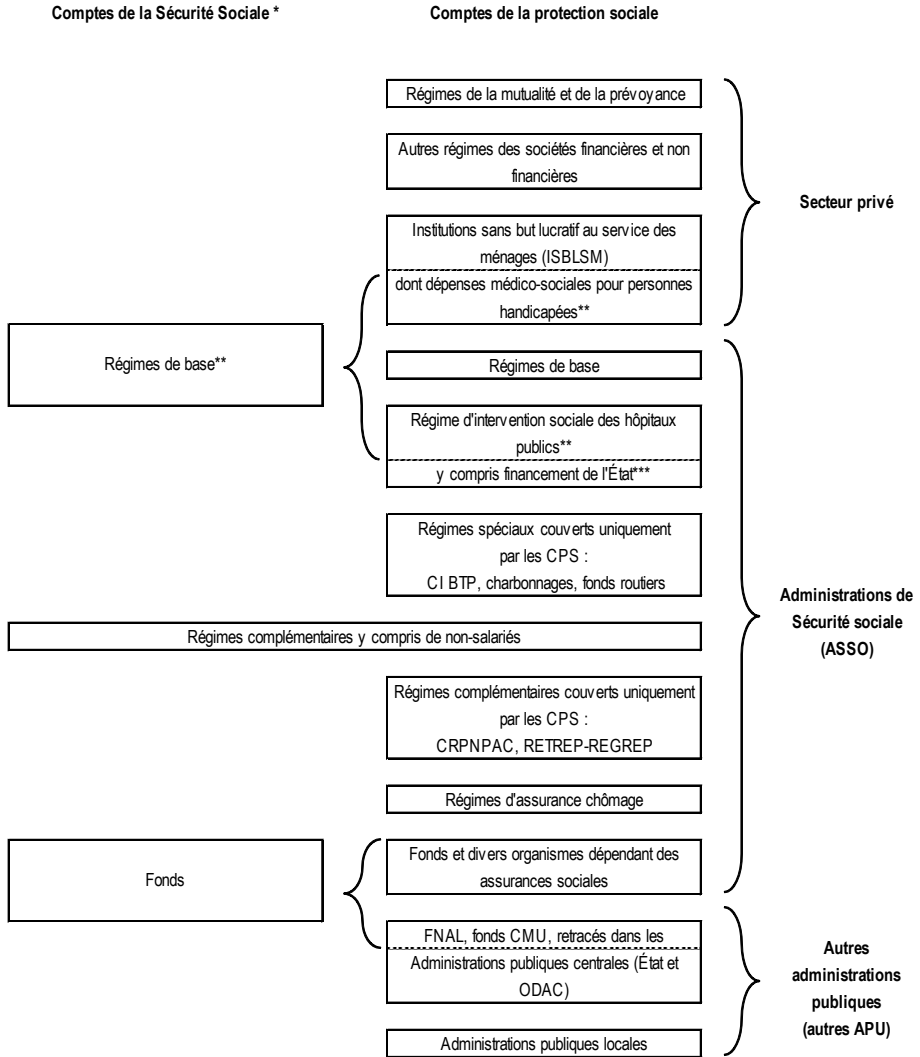 Comptes de la Sécurité Sociale *
Comptes de la protection sociale
Régimes de la mutualité et de la prévoyance
Autres régimes des sociétés financières et non
financières
Secteur privé
Institutions sans but lucratif au service des
ménages (ISBLSM)
dont dépenses médico-sociales pour personnes
handicapées**
Régimes de base**
Régimes de base
Régime d'intervention sociale des hôpitaux
publics**
y compris financement de l'État***
Régimes spéciaux couverts uniquement
par les CPS :
CI BTP, charbonnages, fonds routiers
Administrations de
Sécurité sociale
(ASSO)
Régimes complémentaires y compris de non-salariés
Régimes complémentaires couverts uniquement
par les CPS :
CRPNPAC, RETREP-REGREP
Régimes d'assurance chômage
Fonds
Fonds et divers organismes dépendant des
assurances sociales
FNAL, fonds CMU, retracés dans les
Administrations publiques centrales (État et
ODAC)
Autres
administrations
publiques
(autres APU)
Administrations publiques locales